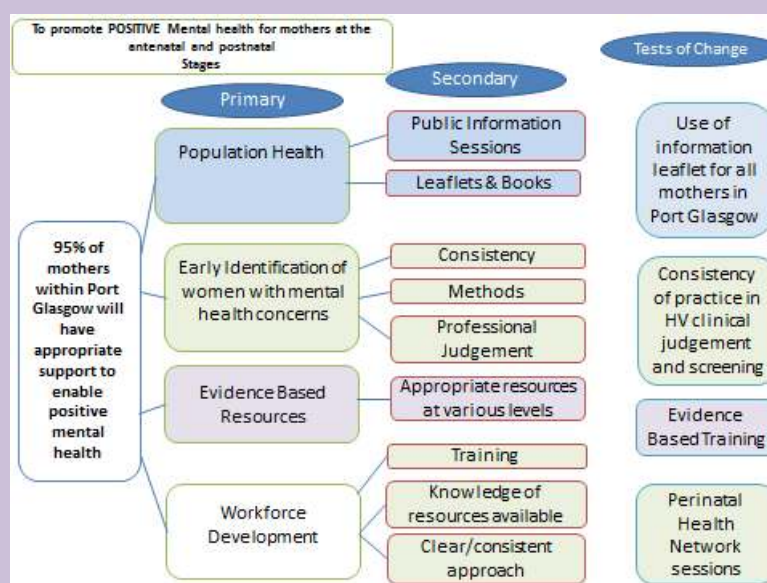 To promote POSITIVE Mental health for mothers at the
antenatal and postnatal
Stages
Primary
Secondary
Tests of Change
95% of
mothers
within Port
Glasgow will
have
appropriate
support to
enable
positive
mental
health
Population Health
Public Information
Sessions
Leaflets & Books
Early Identification of
women with mental
health concerns
Consistency
Methods
Professional
Judgement
Evidence Based
Resources
Appropriate resources
at various levels
Workforce
Development
Training
Knowledge of
resources available
Clear/consistent
approach
Use of
information
leaflet for all
mothers in
Port Glasgow
Consistency
of practice in
HV clinical
judgement
and screening
Evidence
Based Training
Perinatal
Health
Network
sessions